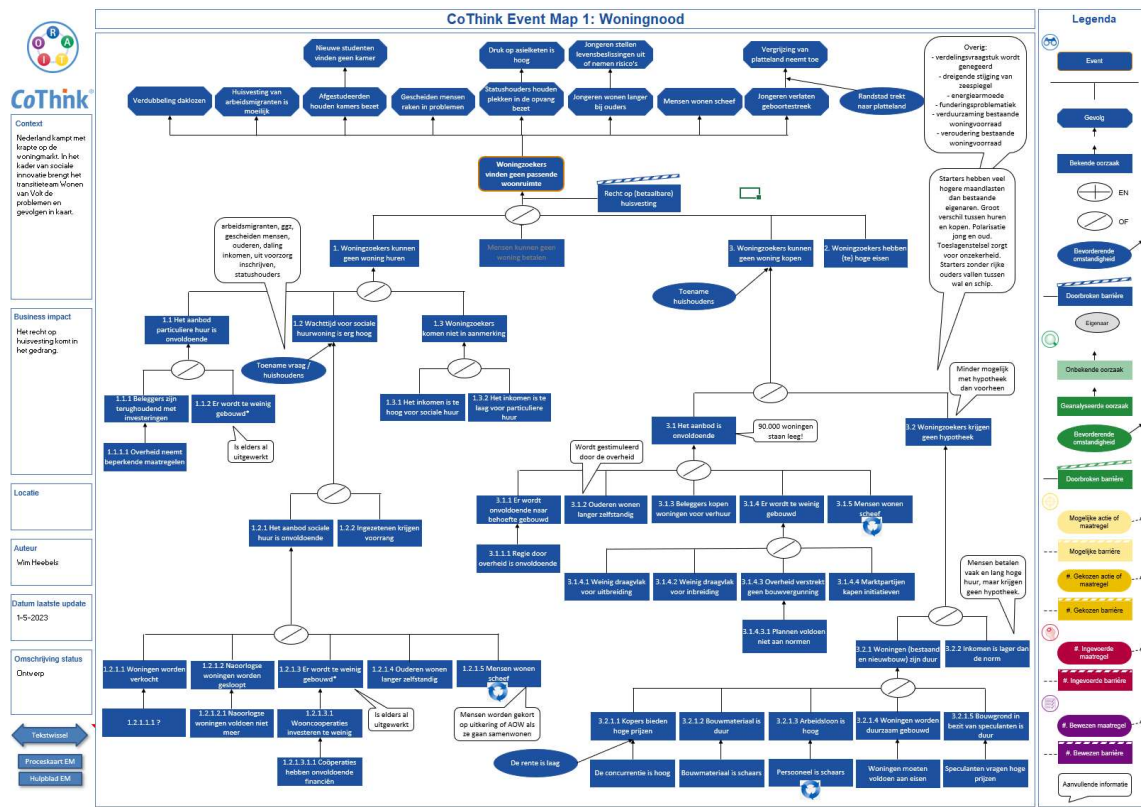 CoThink Event Map 1: Woningnood
O
R
A
T
I
CoThink®
Context
Nederland kampt met
krapte op de
woningmarkt. In het
kader van sociale
innovatie brengt het
transitieteam Wonen
van Volt de
problemen en
gevolgen in kaart.
Business impact
Het recht op
huisvesting komt in
het gedrang.
Locatie
Auteur
Wim Heebels
Datum laatste update
1-5-2023
Omschrijving status
Ontwerp
Tekstwissel
Proceskaart EM
Hulpblad EM
Nieuwe studenten
vinden geen kamer
Druk op asielketen is
hoog
Jongeren stellen
levensbeslissingen uit
of nemen risico's
Vergrijzing van
platteland neemt toe
Verdubbeling daklozen
Huisvesting van
arbeidsmigranten is
moeilijk
Afgestudeerden
houden kamers bezet
Gescheiden mensen
raken in problemen
Statushouders houden
plekken in de opvang
bezet
Jongeren wonen langer
bij ouders
Mensen wonen scheef
Jongeren verlaten
geboortestreek
Randstad trekt
naar platteland
Overig:
- verdelingsvraagstuk wordt
genegeerd
- dreigende stijging van
zeespiegel
- energiearmoede
- funderingsproblematiek
- verduurzaming bestaande
woningvoorraad
- veroudering bestaande
woningvoorraad
Woningzoekers
vinden geen passende
woonruimte
Recht op (betaalbare)
huisvesting
Starters hebben veel
hogere maandlasten
dan bestaande
eigenaren. Groot
verschil tussen huren
en kopen. Polarisatie
jong en oud.
Toeslagenstelsel zorgt
voor onzekerheid.
Starters zonder rijke
ouders vallen tussen
wal en schip.
arbeidsmigranten, ggz,
gescheiden mensen,
ouderen, daling
inkomen, uit voorzorg
inschrijven,
statushouders
1. Woningzoekers kunnen
geen woning huren
Mensen kunnen geen
woning betalen
3. Woningzoekers kunnen
geen woning kopen
2. Woningzoekers hebben
(te) hoge eisen
Toename
huishoudens
1.1 Het aanbod
particuliere huur is
onvoldoende
1.2 Wachttijd voor sociale
huurwoning is erg hoog
1.3 Woningzoekers
komen niet in aanmerking
Toename vraag /
huishoudens
1.1.1 Beleggers zijn
terughoudend met
investeringen
1.1.2 Er wordt te weinig
gebouwd*
1.3.1 Het inkomen is te
hoog voor sociale huur
1.3.2 Het inkomen is te
laag voor particuliere
huur
Minder mogelijk
met hypotheek
dan voorheen
1.1.1.1 Overheid neemt
beperkende maatregelen
Is elders al
uitgewerkt
3.1 Het aanbod is
onvoldoende
90.000 woningen
staan leeg!
3.2 Woningzoekers krijgen
geen hypotheek
Wordt gestimuleerd
door de overheid
3.1.1 Er wordt
onvoldoende naar
behoefte gebouwd
3.1.2 Ouderen wonen
langer zelfstandig
3.1.3 Beleggers kopen
woningen voor verhuur
3.1.4 Er wordt te weinig
gebouwd
3.1.5 Mensen wonen
scheef
1.2.1 Het aanbod sociale
huur is onvoldoende
1.2.2 Ingezetenen krijgen
voorrang
3.1.1.1 Regie door
overheid is onvoldoende
3.1.4.1 Weinig draagvlak
voor uitbreiding
3.1.4.2 Weinig draagvlak
voor inbreiding
3.1.4.3 Overheid verstrekt
geen bouwvergunning
3.1.4.4 Marktpartijen
kapen initiatieven
Mensen betalen
vaak en lang hoge
huur, maar krijgen
geen hypotheek.
3.1.4.3.1 Plannen voldoen
niet aan normen
3.2.1 Woningen (bestaand
en nieuwbouw) zijn duur
3.2.2 Inkomen is lager dan
de norm
1.2.1.1 Woningen worden
verkocht
1.2.1.2 Naoorlogse
woningen worden
gesloopt
1.2.1.3 Er wordt te weinig
gebouwd*
1.2.1.4 Ouderen wonen
langer zelfstandig
1.2.1.5 Mensen wonen
scheef
1.2.1.1.1 ?
1.2.1.2.1 Naoorlogse
woningen voldoen niet
meer
1.2.1.3.1
Wooncooperaties
investeren te weinig
Is elders al
uitgewerkt
Mensen worden gekort
op uitkering of AOW als
ze gaan samenwonen
1.2.1.3.1.1 Coöperaties
hebben onvoldoende
financiën
3.2.1.1 Kopers bieden
hoge prijzen
3.2.1.2 Bouwmateriaal is
duur
3.2.1.3 Arbeidsloon is
hoog
3.2.1.4 Woningen worden
duurzaam gebouwd
3.2.1.5 Bouwgrond in
bezit van speculanten is
duur
De rente is laag
De concurrentie is hoog
Bouwmateriaal is schaars
Personeel is schaars
Woningen moeten
voldoen aan eisen
Speculanten vragen hoge
prijzen
Legenda
Event
Gevolg
Bekende oorzaak
EN
OF
Bevorderende
omstandigheid
Doorbroken barrière
Eigenaar
Onbekende oorzaak
Geanalyseerde oorzaak
Bevorderende
omstandigheid
Doorbroken barrière
Mogelijke actie of
maatregel
Mogelijke barrière
#. Gekozen actie of
maatregel
#. Gekozen barrière
#. Ingevoerde
maatregel
#. Ingevoerde barrière
#. Bewezen maatregel
#. Bewezen barrière
Aanvullende informatie